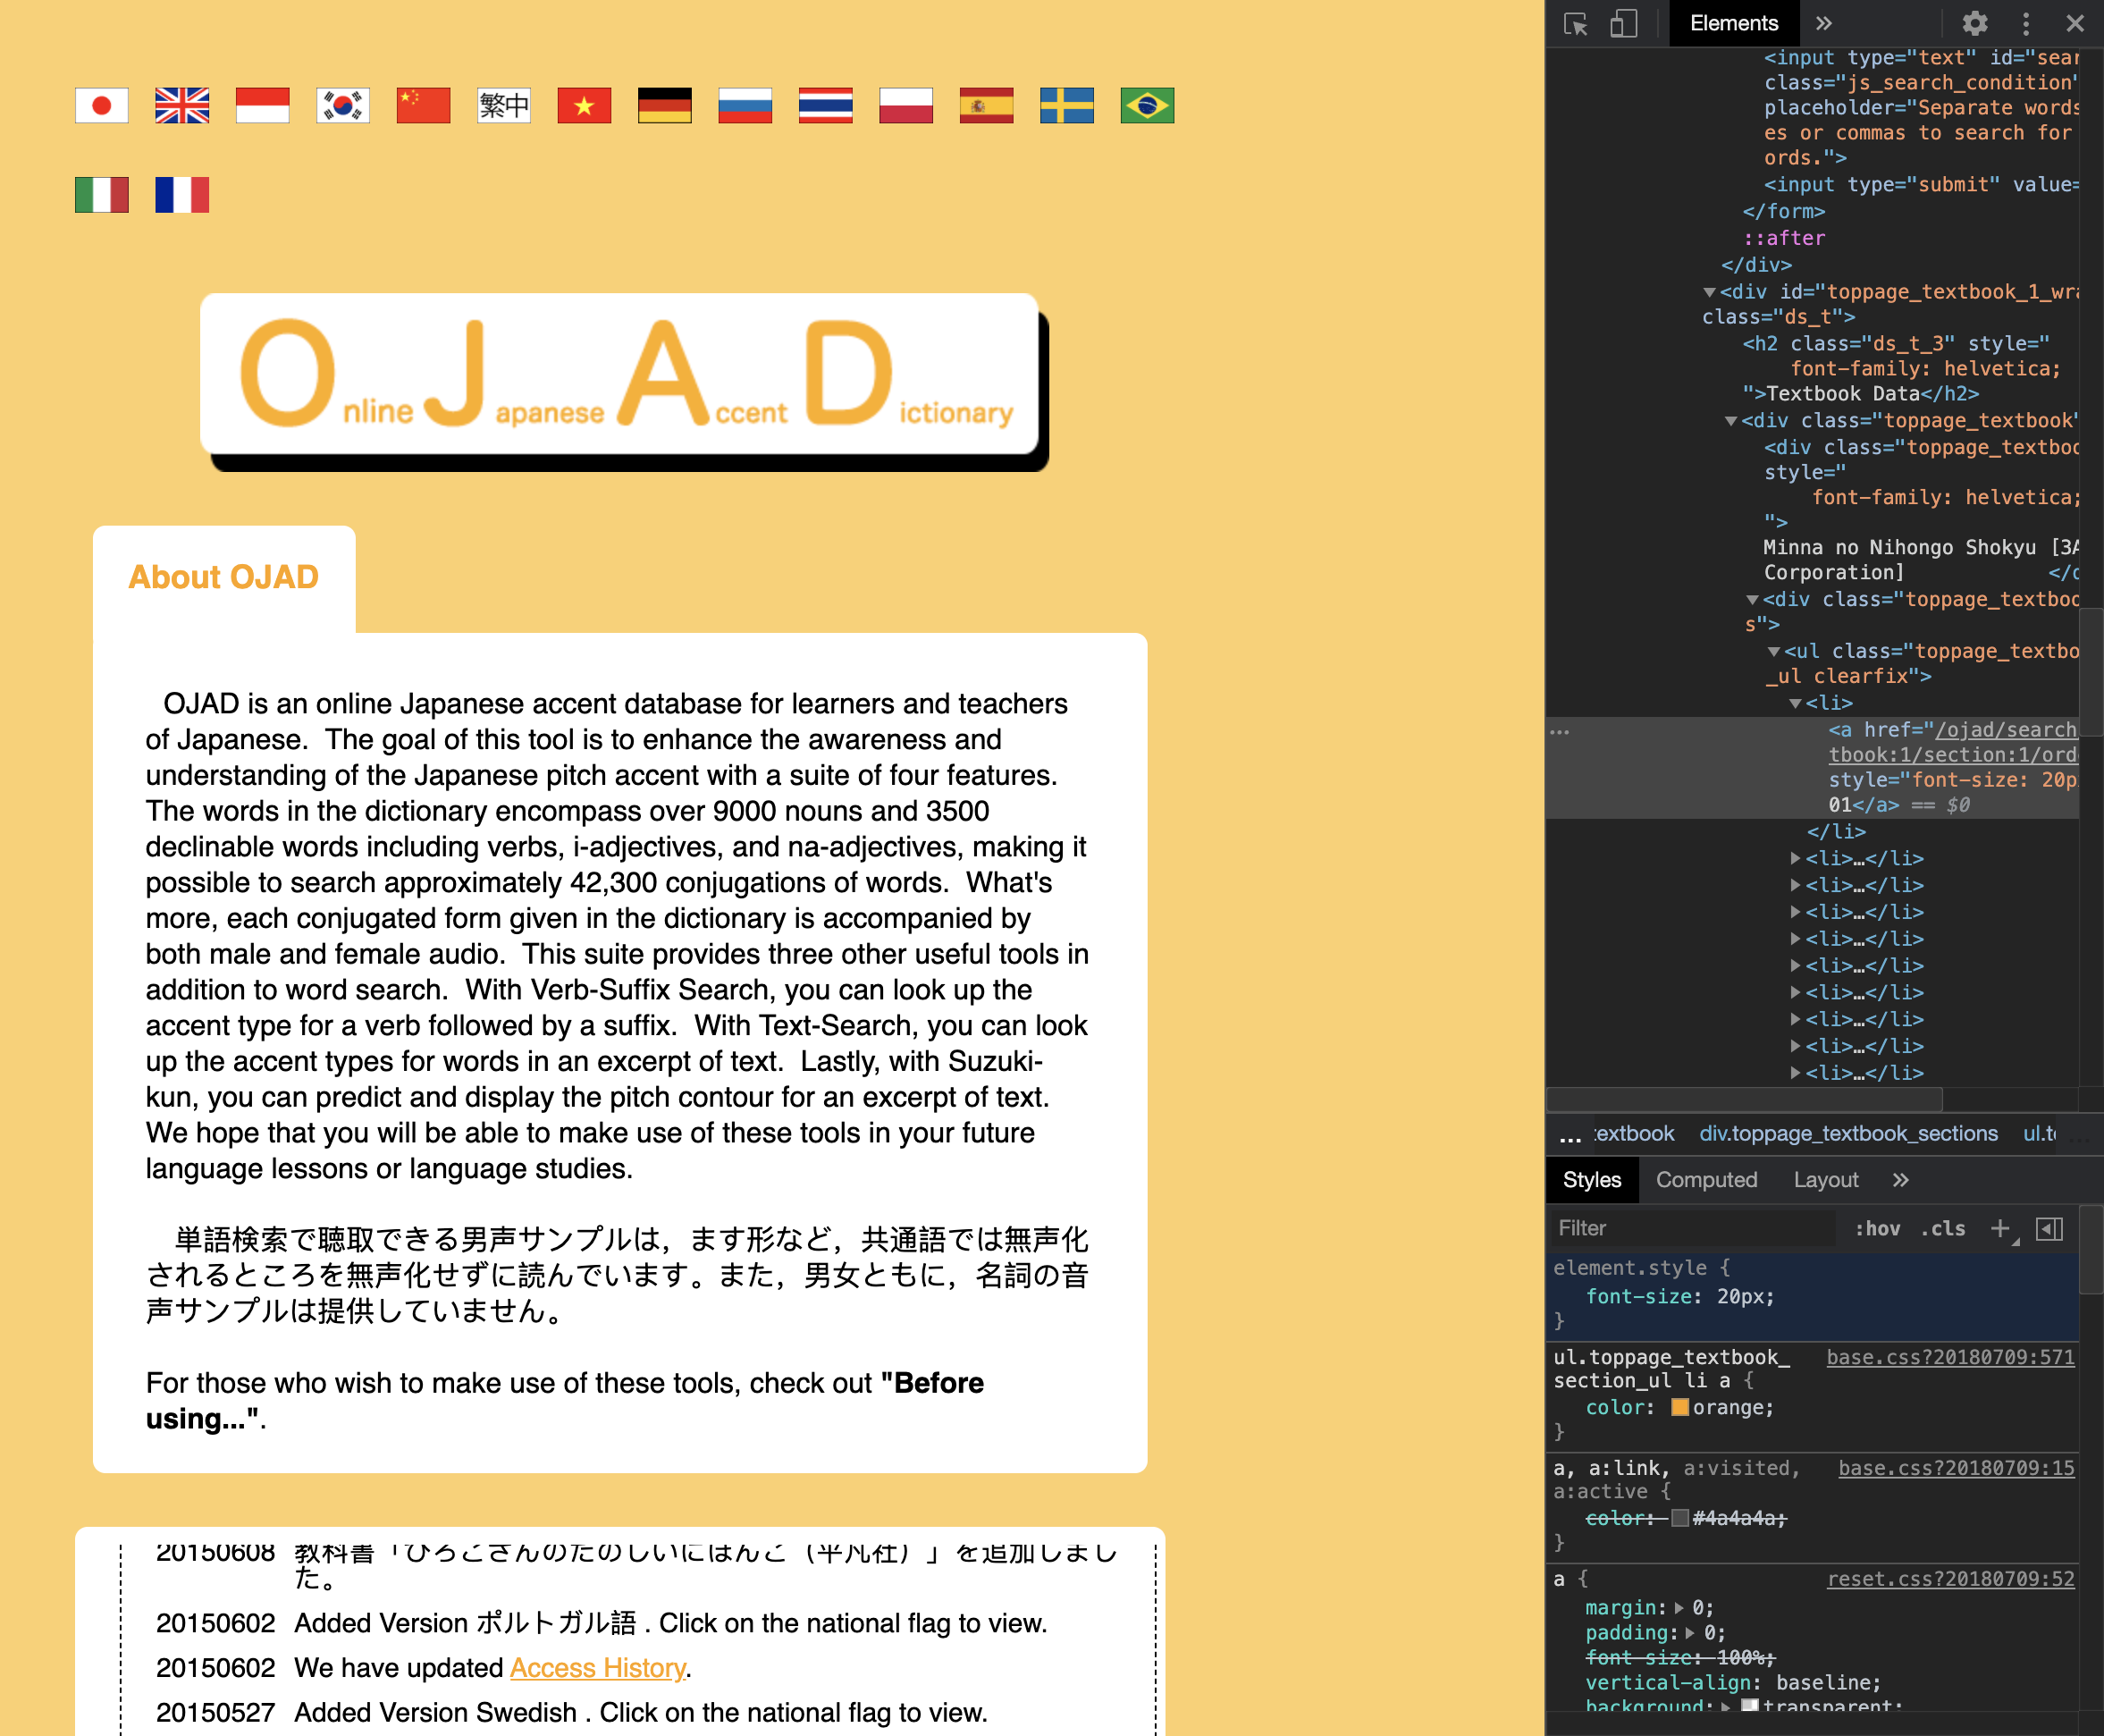 繁中
Online Japanese Accent Dictionary
About OJAD
OJAD is an online Japanese accent database for learners and teachers
of Japanese.  The goal of this tool is to enhance the awareness and
understanding of the Japanese pitch accent with a suite of four features.
The words in the dictionary encompass over 9000 nouns and 3500
declinable words including verbs, i-adjectives, and na-adjectives, making it
possible to search approximately 42,300 conjugations of words.  What's
more, each conjugated form given in the dictionary is accompanied by
both male and female audio.  This suite provides three other useful tools in
addition to word search.  With Verb-Suffix Search, you can look up the
accent type for a verb followed by a suffix.  With Text-Search, you can look
up the accent types for words in an excerpt of text.  Lastly, with Suzuki-
kun, you can predict and display the pitch contour for an excerpt of text.
We hope that you will be able to make use of these tools in your future
language lessons or language studies.
単語検索で聴取できる男声サンプルは，ます形など，共通語では無声化
されるところを無声化せずに読んでいます。また，男女ともに，名詞の音
声サンプルは提供していません。
For those who wish to make use of these tools, check out "Before
using...".
20150608 教科書「ひろこさんのたのしいにほんご（平凡社）」を追加しまし
た。
20150602 Added Version ポルトガル語 . Click on the national flag to view.
20150602 We have updated Access History.
20150527 Added Version Swedish . Click on the national flag to view.
Elements
<input type="text" id="sear
class="js_search_condition"
placeholder="Separate words
es or commas to search for
ords.">
<input type="submit" value=
</form>
::after
</div>
<div id="toppage_textbook_1_wra
class="ds_t">
<h2 class="ds_t_3" style="
font-family: helvetica;
">Textbook Data</h2>
<div class="toppage_textbook"
<div class="toppage_textboo
style="
font-family: helvetica;
">
Minna no Nihongo Shokyu [3A
Corporation] </d
<div class="toppage_textboo
s">
<ul class="toppage_textbo
_ul clearfix">
<li>
… <a href="/ojad/search
tbook:1/section:1/ord
style="font-size: 20p
01</a> == $0
</li>
<li>…</li>
<li>…</li>
<li>…</li>
<li>…</li>
<li>…</li>
<li>…</li>
<li>…</li>
<li>…</li>
<li>…</li>
… extbook div.toppage_textbook_sections ul.to …
Styles Computed Layout
Filter :hov .cls
element.style {
font-size: 20px;
}
ul.toppage_textbook_ base.css?20180709:571
section_ul li a {
color: orange;
}
a, a:link, a:visited, base.css?20180709:15
a:active {
color: #4a4a4a;
}
a { reset.css?20180709:52
margin: 0;
padding: 0;
font-size: 100%;
vertical-align: baseline;
background: transparent;